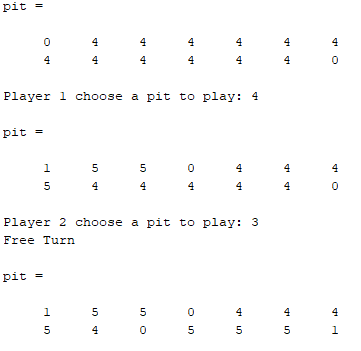 pit =
0 4 4 4 4 4 4
4 4 4 4 4 4 0
Player 1 choose a pit to play: 4
pit =
1 5 5 0 4 4 4
5 4 4 4 4 4 0
Player 2 choose a pit to play: 3
Free Turn
pit =
1 5 5 0 4 4 4
5 4 0 5 5 5 1